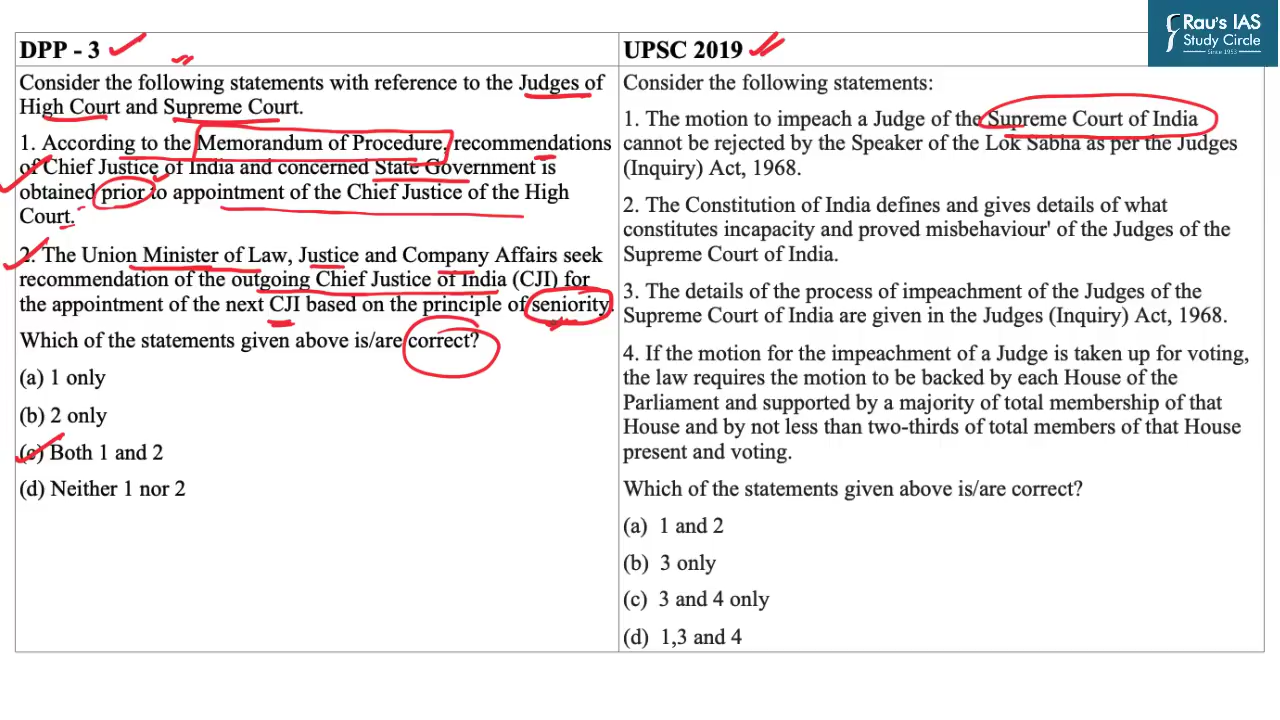 Rau's IAS
Study Circle
Since 1953
DPP - 3
Consider the following statements with reference to the Judges of
High Court and Supreme Court.
1. According to the Memorandum of Procedure, recommendations
of Chief Justice of India and concerned State Government is
obtained prior to appointment of the Chief Justice of the High
Court.
2. The Union Minister of Law, Justice and Company Affairs seek
recommendation of the outgoing Chief Justice of India (CJI) for
the appointment of the next CJI based on the principle of seniority.
Which of the statements given above is/are correct?
(a) 1 only
(b) 2 only
(c) Both 1 and 2
(d) Neither 1 nor 2
UPSC 2019
Consider the following statements:
1. The motion to impeach a Judge of the Supreme Court of India
cannot be rejected by the Speaker of the Lok Sabha as per the Judges
(Inquiry) Act, 1968.
2. The Constitution of India defines and gives details of what
constitutes incapacity and proved misbehaviour' of the Judges of the
Supreme Court of India.
3. The details of the process of impeachment of the Judges of the
Supreme Court of India are given in the Judges (Inquiry) Act, 1968.
4. If the motion for the impeachment of a Judge is taken up for voting,
the law requires the motion to be backed by each House of the
Parliament and supported by a majority of total membership of that
House and by not less than two-thirds of total members of that House
present and voting.
Which of the statements given above is/are correct?
(a) 1 and 2
(b) 3 only
(c) 3 and 4 only
(d) 1,3 and 4